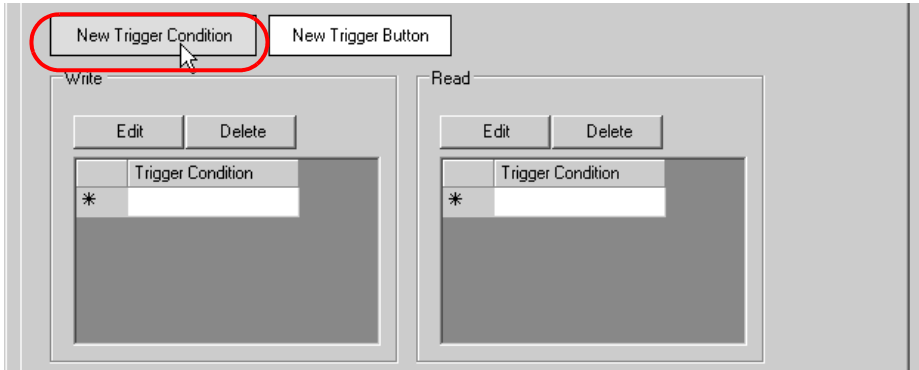 New Trigger Condition
New Trigger Button
Write
Edit
Delete
Trigger Condition
*
Read
Edit
Delete
Trigger Condition
*